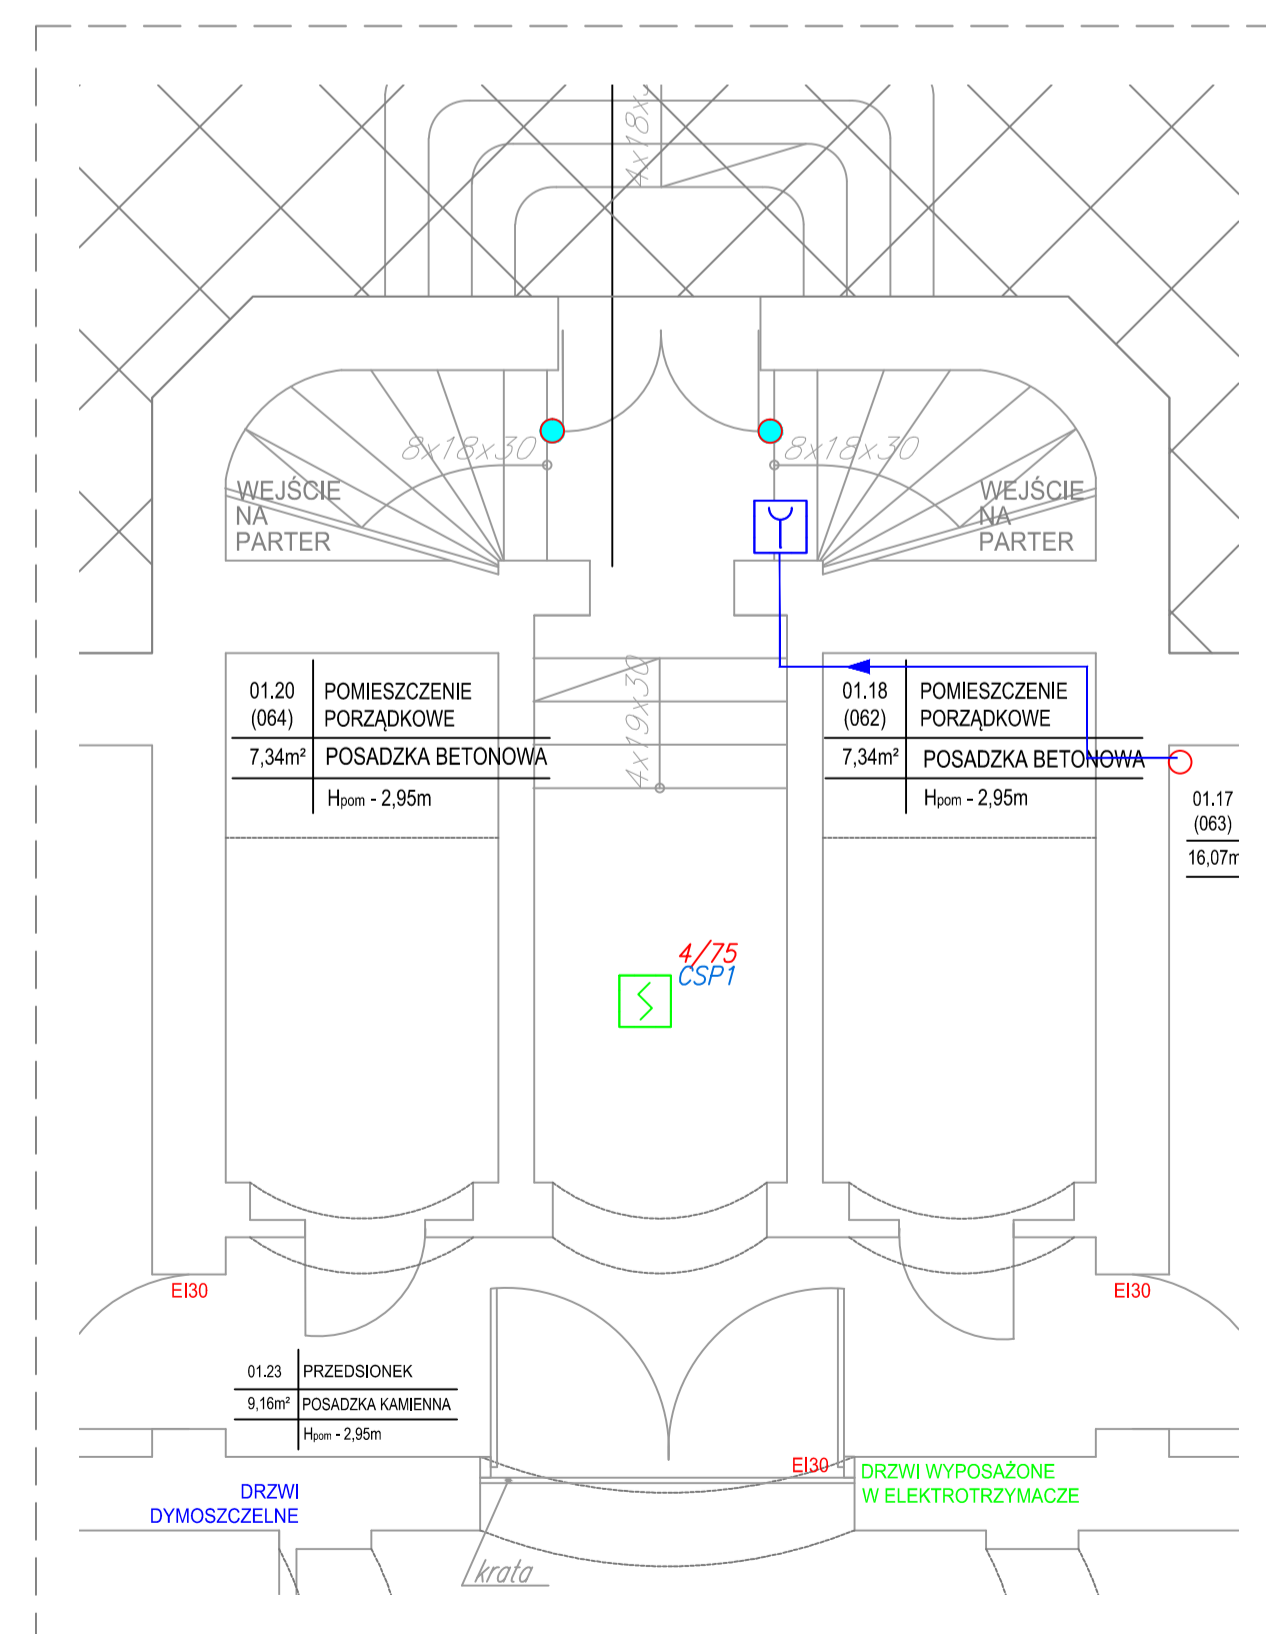 4x18x3
8x18x30
8x18x30
WEJŚCIE
NA
PARTER
WEJŚCIE
NA
PARTER
01.20
(064)
POMIESZCZENIE
PORZĄDKOWE
7,34m²
POSADZKA BETONOWA
Hpom - 2,95m
4x19x30
01.18
(062)
POMIESZCZENIE
PORZĄDKOWE
7,34m²
POSADZKA BETONOWA
Hpom - 2,95m
01.17
(063)
16,07m
4/75
CSP1
EI30
EI30
01.23
PRZEDSIONEK
9,16m²
POSADZKA KAMIENNA
Hpom - 2,95m
EI30
DRZWI WYPOSAŻONE
W ELEKTROTRZYMACZE
DRZWI
DYMOSZCZELNE
krata